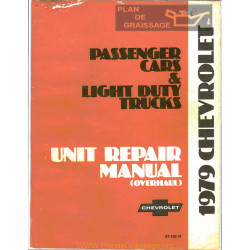 PLAN DE
GRAISSAGE
PASSENGER
CARS
&
LIGHT DUTY
TRUCKS
UNIT REPAIR
MANUAL
(OVERHAUL)
CHEVROLET
1979 CHEVROLET